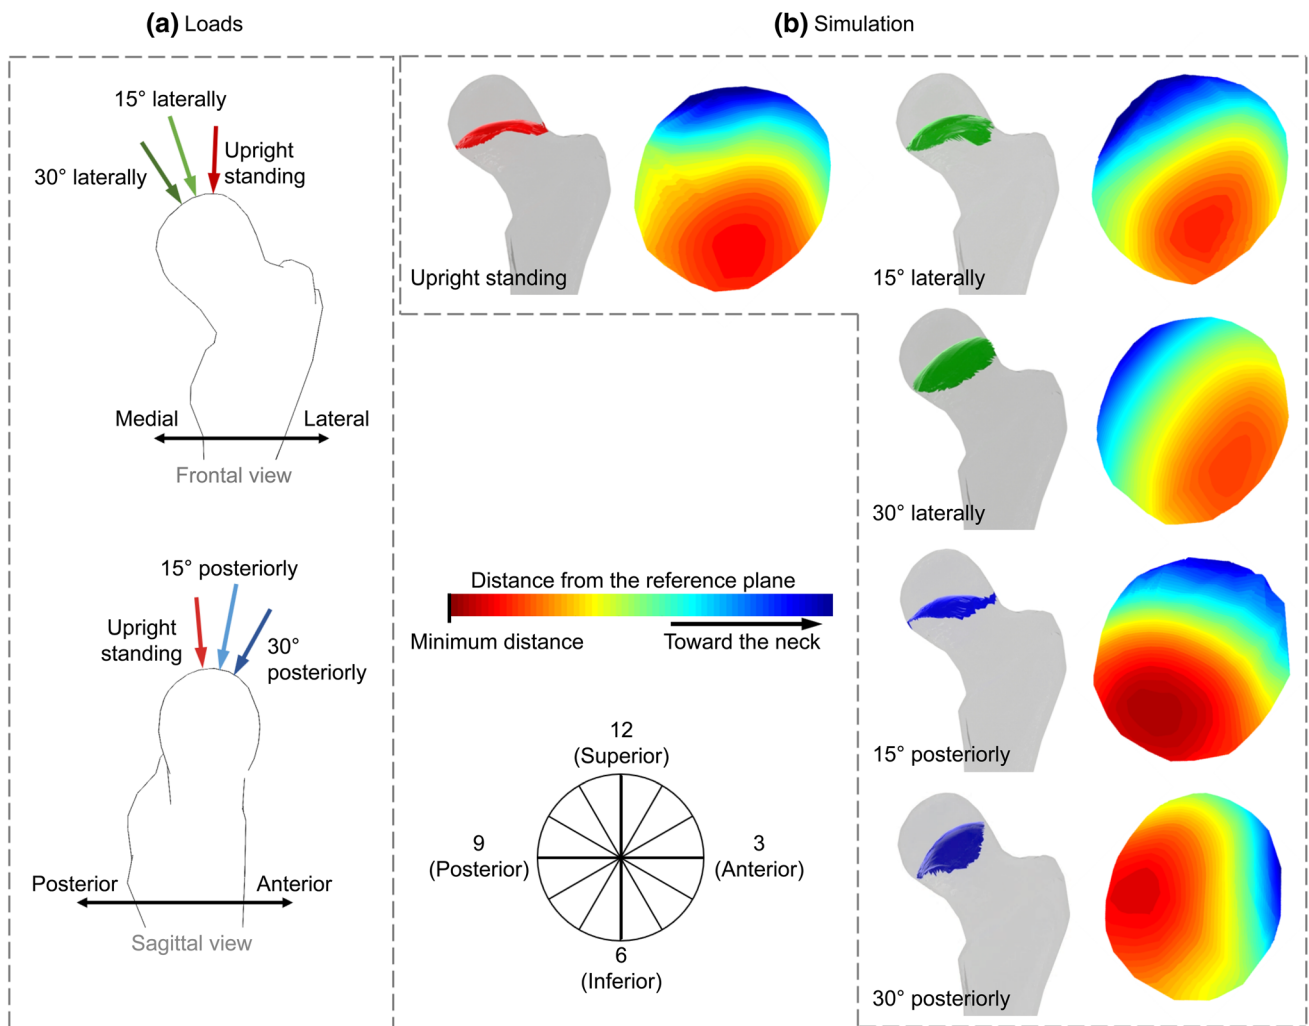 (a) Loads
15° laterally
30° laterally
Upright
standing
Medial
Lateral
Frontal view
15° posteriorly
Upright
standing
30°
posteriorly
Posterior
Anterior
Sagittal view
(b) Simulation
Upright standing
15° laterally
30° laterally
Distance from the reference plane
Minimum distance
Toward the neck
15° posteriorly
12
(Superior)
9
(Posterior)
3
(Anterior)
6
(Inferior)
30° posteriorly